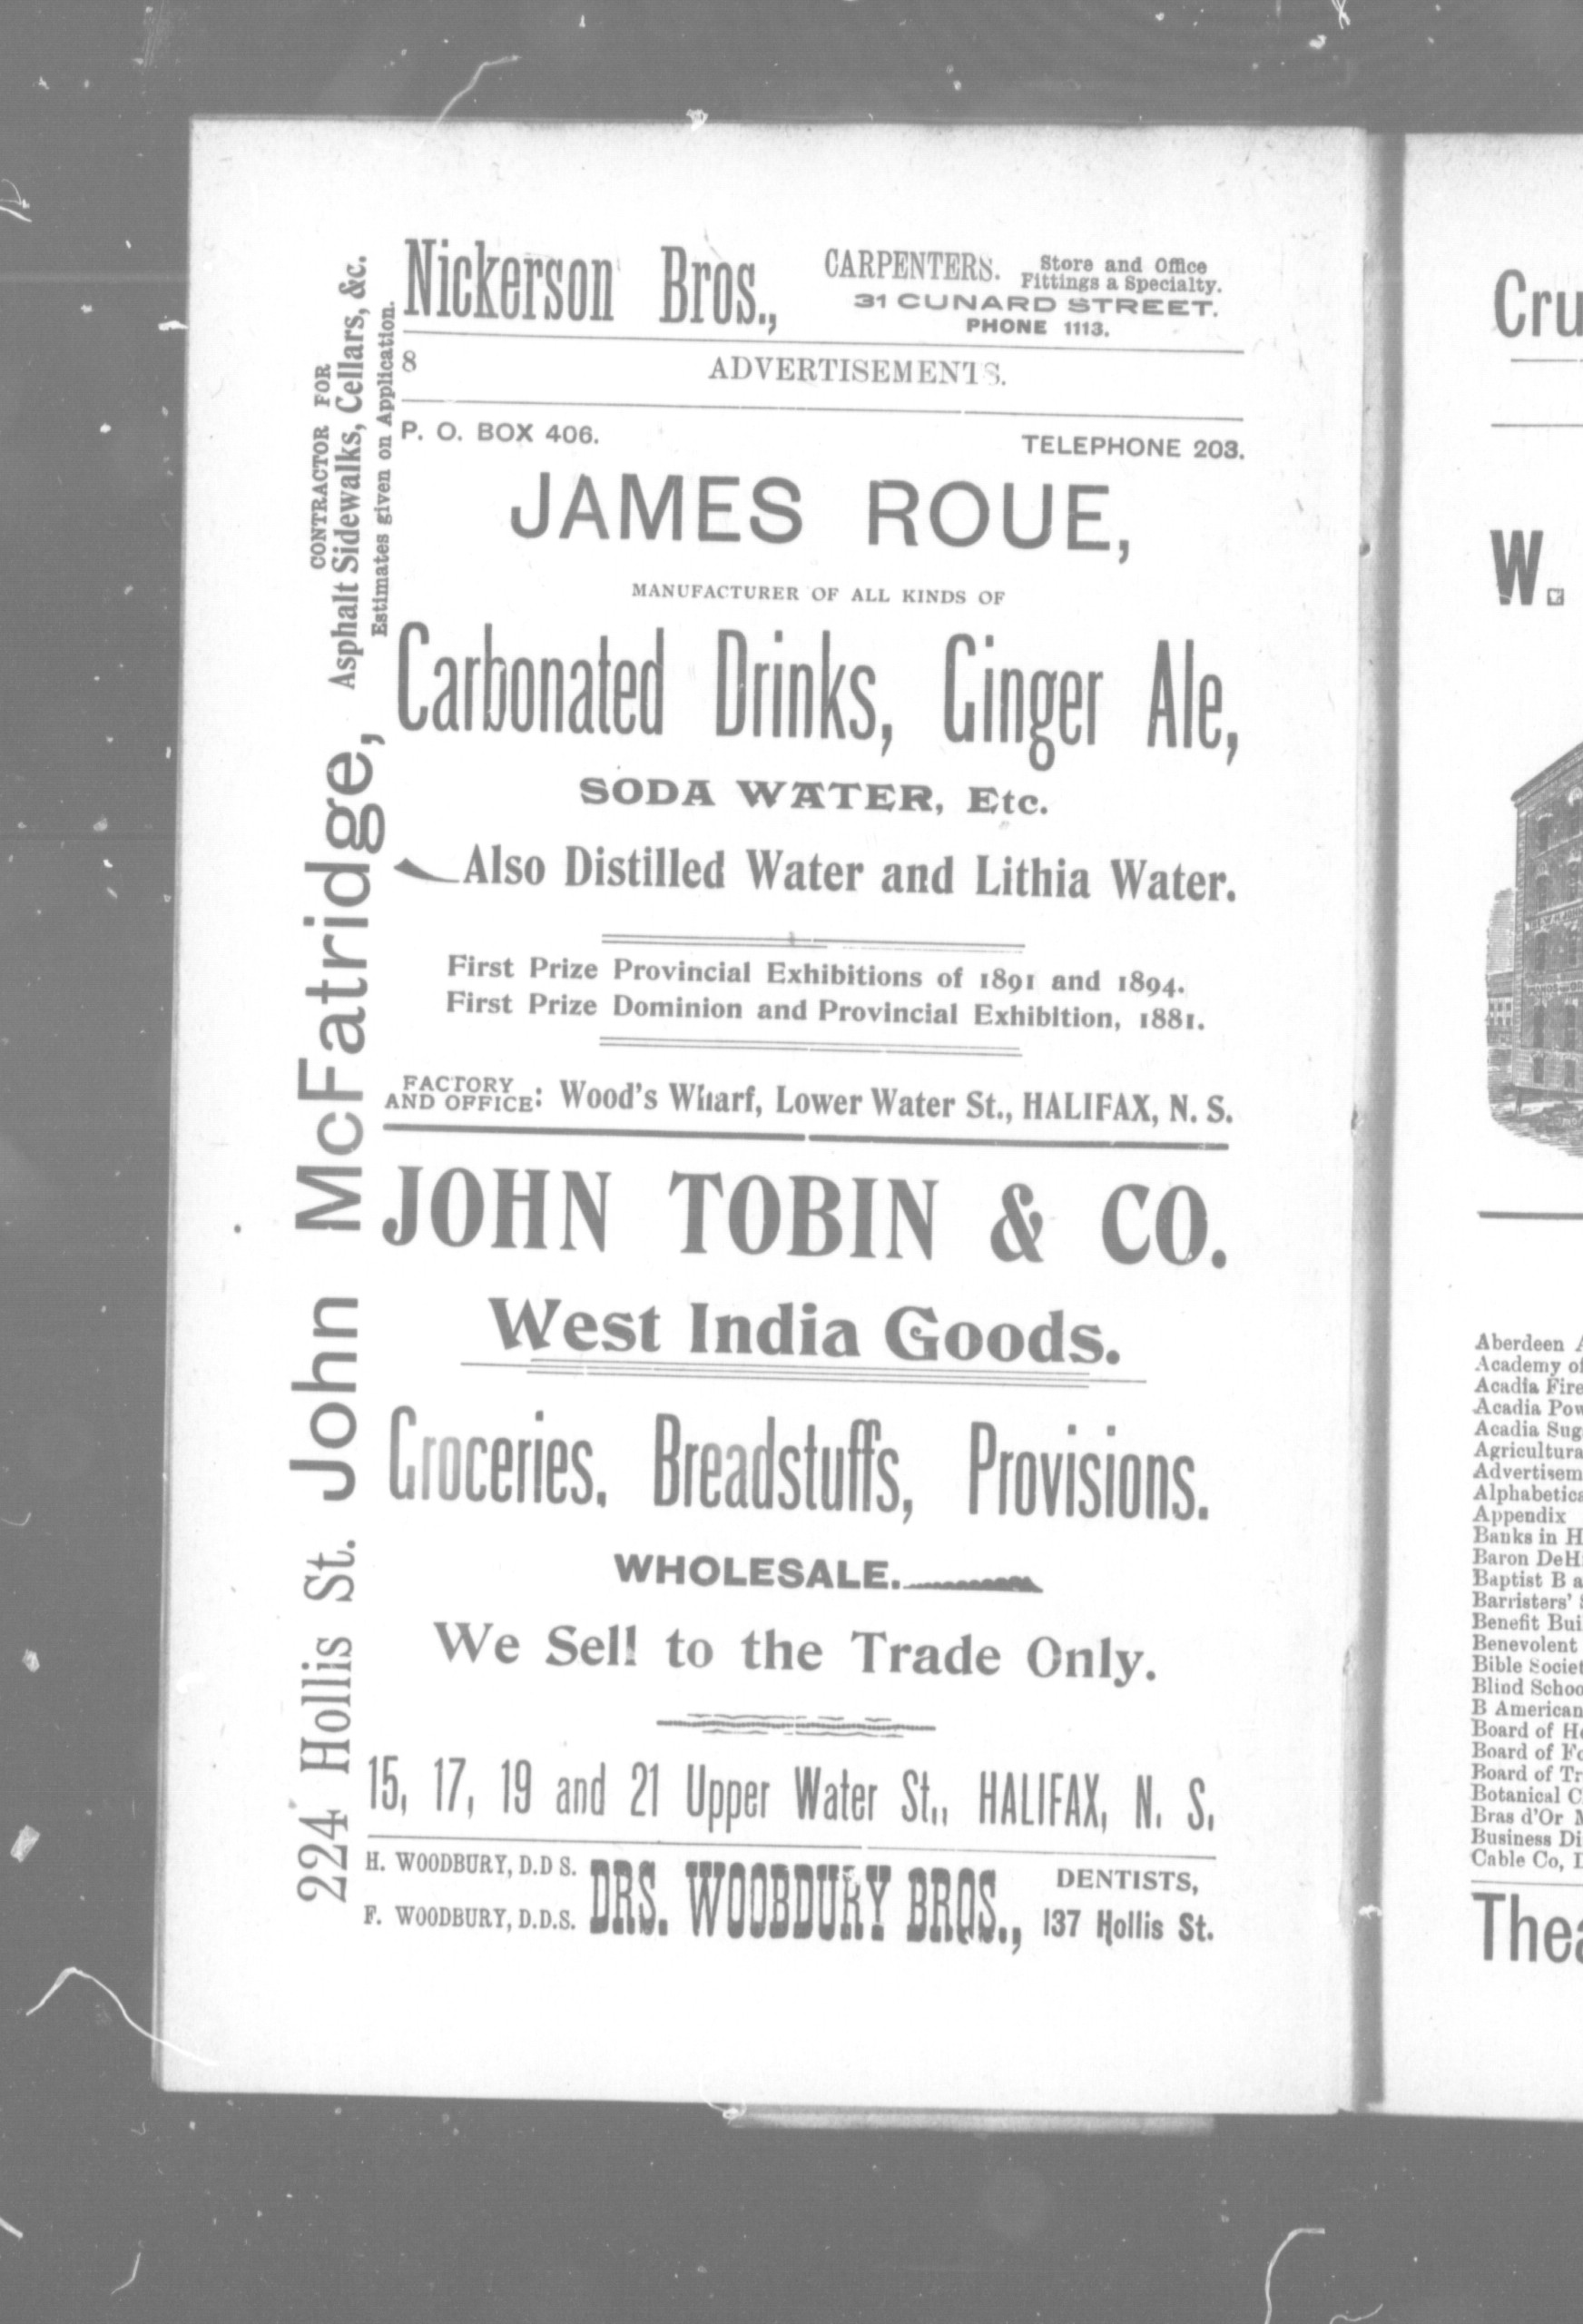 Nickerson Bros., CARPENTERS. Store and Office
Fittings a Specialty.
31 CUNARD STREET.
PHONE 1113.
8 ADVERTISEMENTS.
P. O. BOX 406. TELEPHONE 203.
JAMES ROUE,
MANUFACTURER OF ALL KINDS OF
Carbonated Drinks, Ginger Ale,
SODA WATER, Etc.
Also Distilled Water and Lithia Water.
First Prize Provincial Exhibitions of 1891 and 1894.
First Prize Dominion and Provincial Exhibition, 1881.
FACTORY
AND OFFICE: Wood's Wharf, Lower Water St., HALIFAX, N. S.
JOHN TOBIN & CO.
West India Goods.
Groceries, Breadstuffs, Provisions.
WHOLESALE.
We Sell to the Trade Only.
15, 17, 19 and 21 Upper Water St., HALIFAX, N. S.
H. WOODBURY, D.D S.
F. WOODBURY, D.D.S.
DRS. WOOBDURY BROS.,
DENTISTS,
137 Hollis St.
224 Hollis St. John McFatridge,
CONTRACTOR FOR
Asphalt Sidewalks, Cellars, &c.
Estimates given on Application.
Cru
W.
Aberdeen A
Academy of
Acadia Fire
Acadia Pow
Acadia Sug
Agricultura
Advertisem
Alphabetica
Appendix
Banks in H
Baron DeH
Baptist B a
Barristers'
Benefit Bui
Benevolent
Bible Societ
Blind Schoo
B American
Board of He
Board of Fo
Board of Tr
Botanical C
Bras d'Or M
Business Di
Cable Co,
Thea